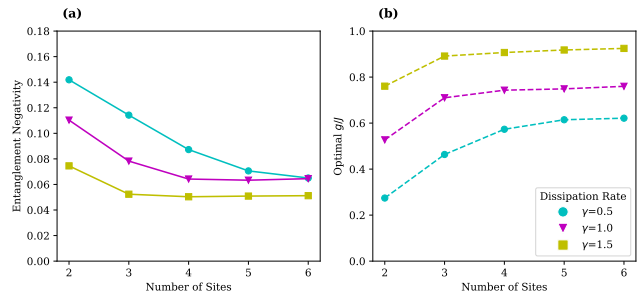 (a)
Entanglement Negativity
0.18
0.16
0.14
0.12
0.10
0.08
0.06
0.04
0.02
0.00
2 3 4 5 6
Number of Sites
(b)
Optimal g/J
1.0
0.8
0.6
0.4
0.2
0.0
2 3 4 5 6
Number of Sites
Dissipation Rate
γ=0.5
γ=1.0
γ=1.5